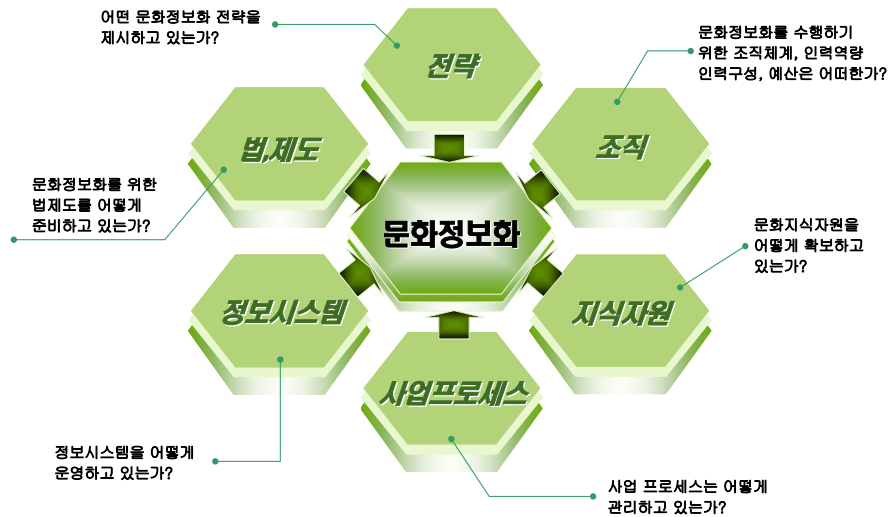 어떤 문화정보화 전략을
제시하고 있는가?
전략
문화정보화를 수행하기
위한 조직체계, 인력역량
인력구성, 예산은 어떠한가?
조직
법,제도
문화정보화를 위한
법제도를 어떻게
준비하고 있는가?
문화정보화
문화지식자원을
어떻게 확보하고
있는가?
지식자원
정보시스템
정보시스템을 어떻게
운영하고 있는가?
사업프로세스
사업 프로세스는 어떻게
관리하고 있는가?